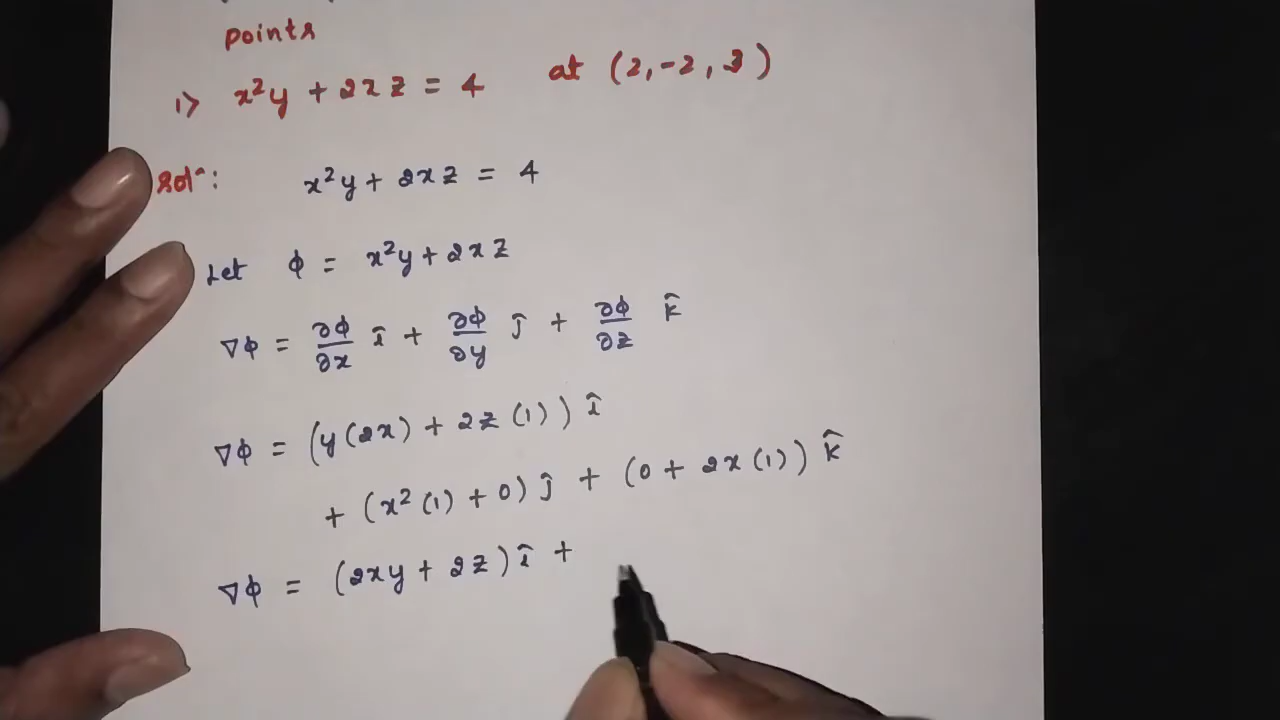 points
1> x²y + 2xz = 4 at (2, -2, 3)
Solⁿ: x²y + 2xz = 4
Let ϕ = x²y + 2xz
∇ϕ = ∂ϕ/∂x î + ∂ϕ/∂y ĵ + ∂ϕ/∂z k̂
∇ϕ = (y(2x) + 2z(1)) î
+ (x²(1) + 0) ĵ + (0 + 2x(1)) k̂
∇ϕ = (2xy + 2z) î +